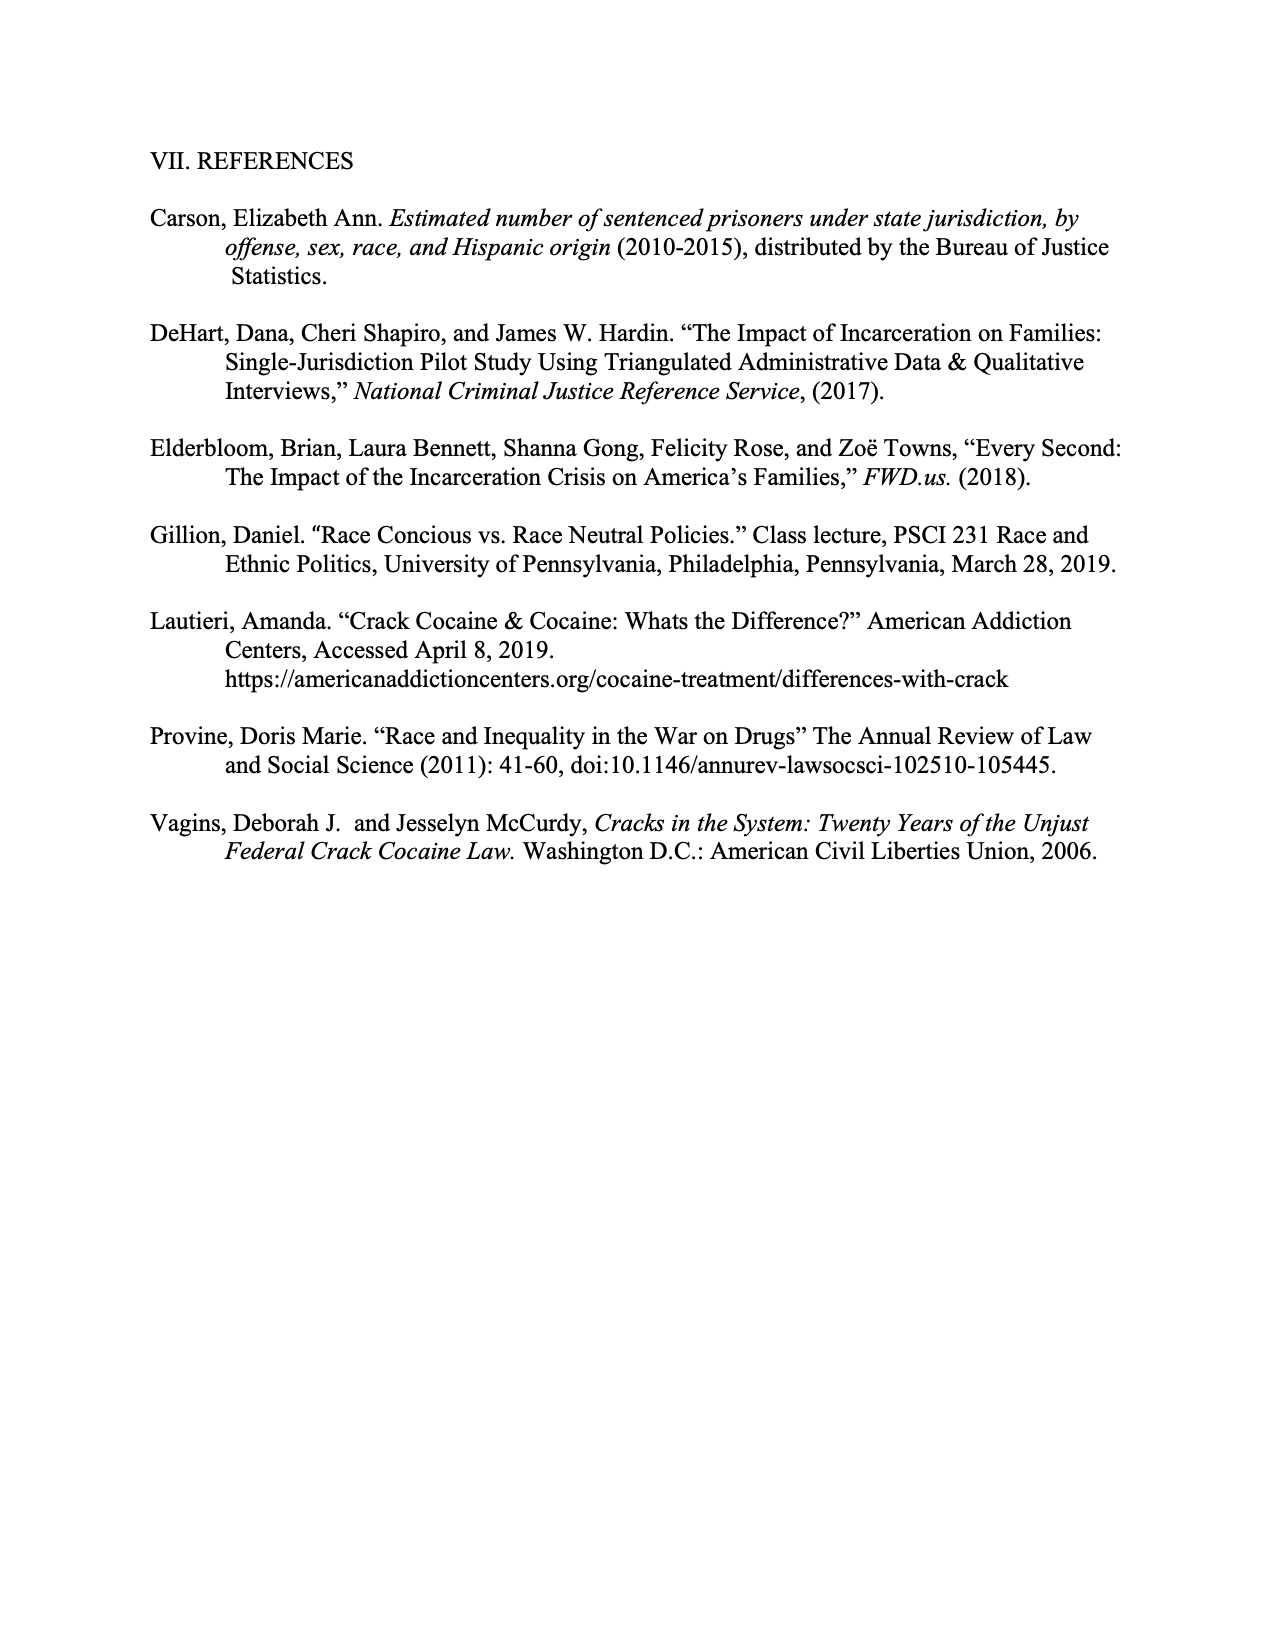 VII. REFERENCES
Carson, Elizabeth Ann. Estimated number of sentenced prisoners under state jurisdiction, by
offense, sex, race, and Hispanic origin (2010-2015), distributed by the Bureau of Justice
Statistics.
DeHart, Dana, Cheri Shapiro, and James W. Hardin. “The Impact of Incarceration on Families:
Single-Jurisdiction Pilot Study Using Triangulated Administrative Data & Qualitative
Interviews,” National Criminal Justice Reference Service, (2017).
Elderbloom, Brian, Laura Bennett, Shanna Gong, Felicity Rose, and Zoë Towns, “Every Second:
The Impact of the Incarceration Crisis on America’s Families,” FWD.us. (2018).
Gillion, Daniel. “Race Concious vs. Race Neutral Policies.” Class lecture, PSCI 231 Race and
Ethnic Politics, University of Pennsylvania, Philadelphia, Pennsylvania, March 28, 2019.
Lautieri, Amanda. “Crack Cocaine & Cocaine: Whats the Difference?” American Addiction
Centers, Accessed April 8, 2019.
https://americanaddictioncenters.org/cocaine-treatment/differences-with-crack
Provine, Doris Marie. “Race and Inequality in the War on Drugs” The Annual Review of Law
and Social Science (2011): 41-60, doi:10.1146/annurev-lawsocsci-102510-105445.
Vagins, Deborah J.  and Jesselyn McCurdy, Cracks in the System: Twenty Years of the Unjust
Federal Crack Cocaine Law. Washington D.C.: American Civil Liberties Union, 2006.